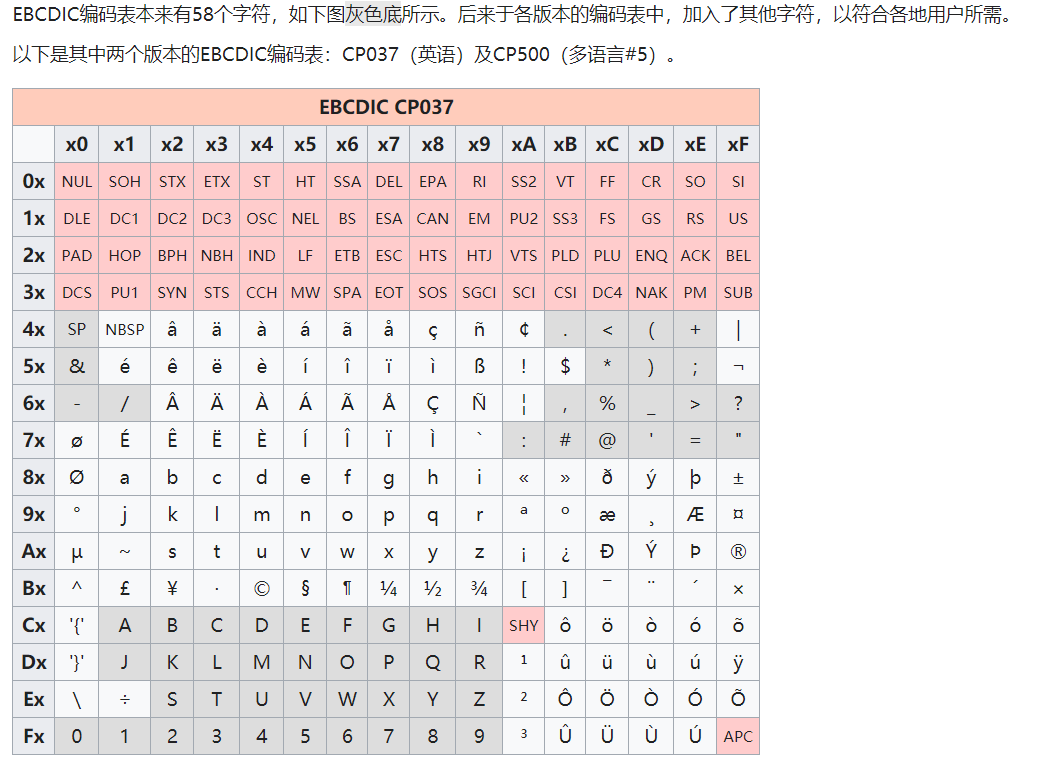 EBCDIC编码表本来有58个字符，如下图灰色底所示。后来于各版本的编码表中，加入了其他字符，以符合各地用户所需。
以下是其中两个版本的EBCDIC编码表：CP037（英语）及CP500（多语言#5）。
EBCDIC CP037
x0 x1 x2 x3 x4 x5 x6 x7 x8 x9 xA xB xC xD xE xF
0x NUL SOH STX ETX ST HT SSA DEL EPA RI SS2 VT FF CR SO SI
1x DLE DC1 DC2 DC3 OSC NEL BS ESA CAN EM PU2 SS3 FS GS RS US
2x PAD HOP BPH NBH IND LF ETB ESC HTS HTJ VTS PLD PLU ENQ ACK BEL
3x DCS PU1 SYN STS CCH MW SPA EOT SOS SGCI SCI CSI DC4 NAK PM SUB
4x SP NBSP â ä à á ã å ç ñ ¢ . < ( + |
5x & é ê ë è í î ï ì ß ! $ * ) ; ¬
6x - / Â Ä À Á Ã Å Ç Ñ ¦ , % _ > ?
7x ø É Ê Ë È Í Î Ï Ì ` : # @ ' = "
8x Ø a b c d e f g h i « » ð ý þ ±
9x ° j k l m n o p q r ª º æ ¸ Æ ¤
Ax µ ~ s t u v w x y z ¡ ¿ Ð Ý Þ ®
Bx ^ £ ¥ · © § ¶ ¼ ½ ¾ [ ] ¯ ¨ ´ ×
Cx '{' A B C D E F G H I SHY ô ö ò ó õ
Dx '}' J K L M N O P Q R ¹ û ü ù ú ÿ
Ex \ ÷ S T U V W X Y Z ² Ô Ö Ò Ó Õ
Fx 0 1 2 3 4 5 6 7 8 9 ³ Û Ü Ù Ú APC